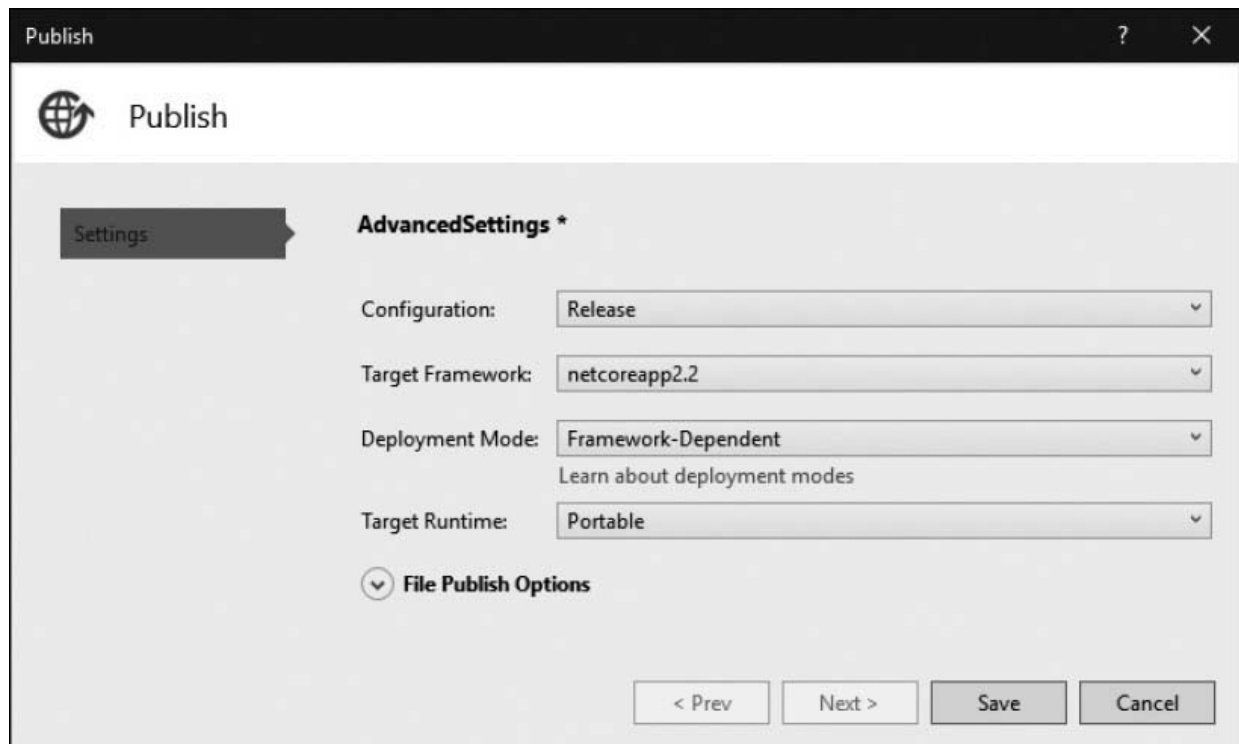 Publish
Publish
Settings
AdvancedSettings *
Configuration: Release
Target Framework: netcoreapp2.2
Deployment Mode: Framework-Dependent
Learn about deployment modes
Target Runtime: Portable
File Publish Options
< Prev Next > Save Cancel